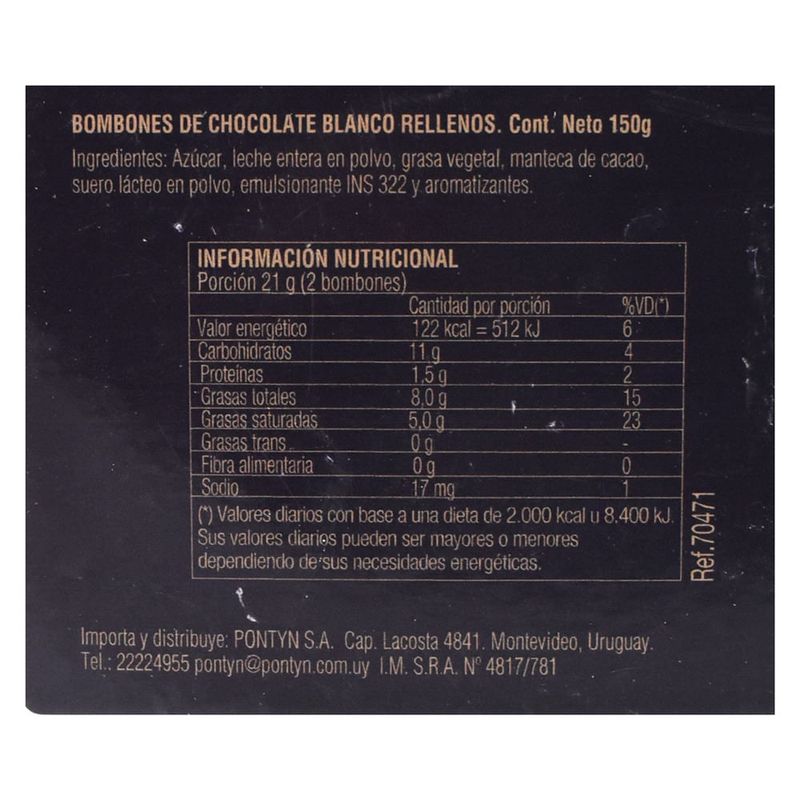 BOMBONES DE CHOCOLATE BLANCO RELLENOS. Cont. Neto 150g
Ingredientes: Azúcar, leche entera en polvo, grasa vegetal, manteca de cacao,
suero lácteo en polvo, emulsionante INS 322 y aromatizantes.
INFORMACIÓN NUTRICIONAL
Porción 21 g (2 bombones)
Cantidad por porción %VD(*)
Valor energético 122 kcal = 512 kJ 6
Carbohidratos 11 g 4
Proteínas 1,5 g 2
Grasas totales 8,0 g 15
Grasas saturadas 5,0 g 23
Grasas trans 0 g -
Fibra alimentaria 0 g 0
Sodio 17 mg 1
(*) Valores diarios con base a una dieta de 2.000 kcal u 8.400 kJ.
Sus valores diarios pueden ser mayores o menores
dependiendo de sus necesidades energéticas.
Ref.70471
Importa y distribuye: PONTYN S.A. Cap. Lacosta 4841. Montevideo, Uruguay.
Tel.: 22224955 pontyn@pontyn.com.uy I.M. S.R.A. Nº 4817/781